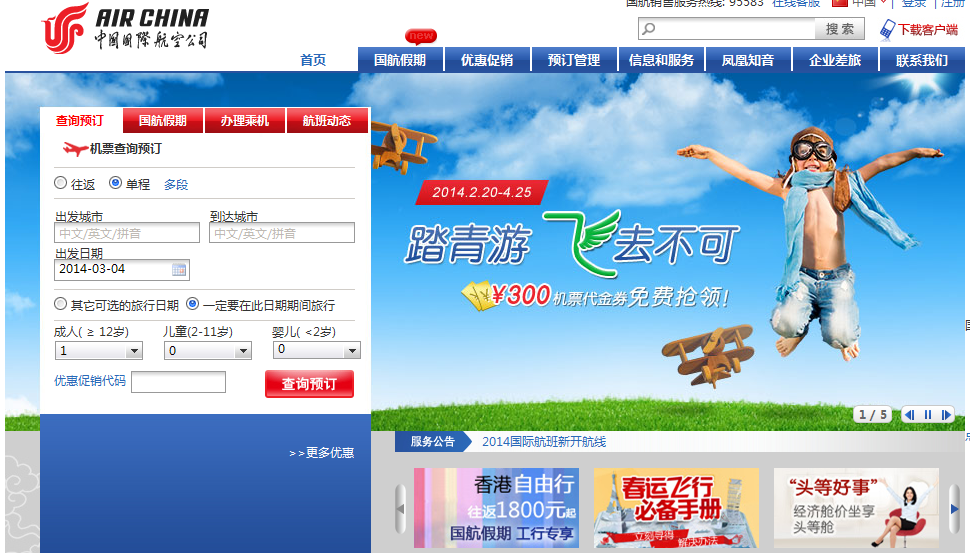 国航销售服务热线: 95583 在线客服 中国 登录 注册
AIR CHINA
中国国際航空公司
搜 索
下载客户端
new
首页
国航假期
优惠促销
预订管理
信息和服务
凤凰知音
企业差旅
联系我们
查询预订
国航假期
办理乘机
航班动态
机票查询预订
往返 单程 多段
出发城市 到达城市
中文/英文/拼音 中文/英文/拼音
出发日期
2014-03-04
其它可选的旅行日期 一定要在此日期期间旅行
成人( ≥ 12岁) 儿童(2-11岁) 婴儿( <2岁)
1 0 0
优惠促销代码
查询预订
>>更多优惠
2014.2.20-4.25
踏青游 飞去不可
¥¥ ¥300机票代金券免费抢领!
1 / 5
服务公告 2014国际航班新开航线
香港自由行
往返1800元起
国航假期 工行专享
春运飞行
必备手册
立刻寻得 解决办法
“头等好事”
经济舱价坐享
头等舱